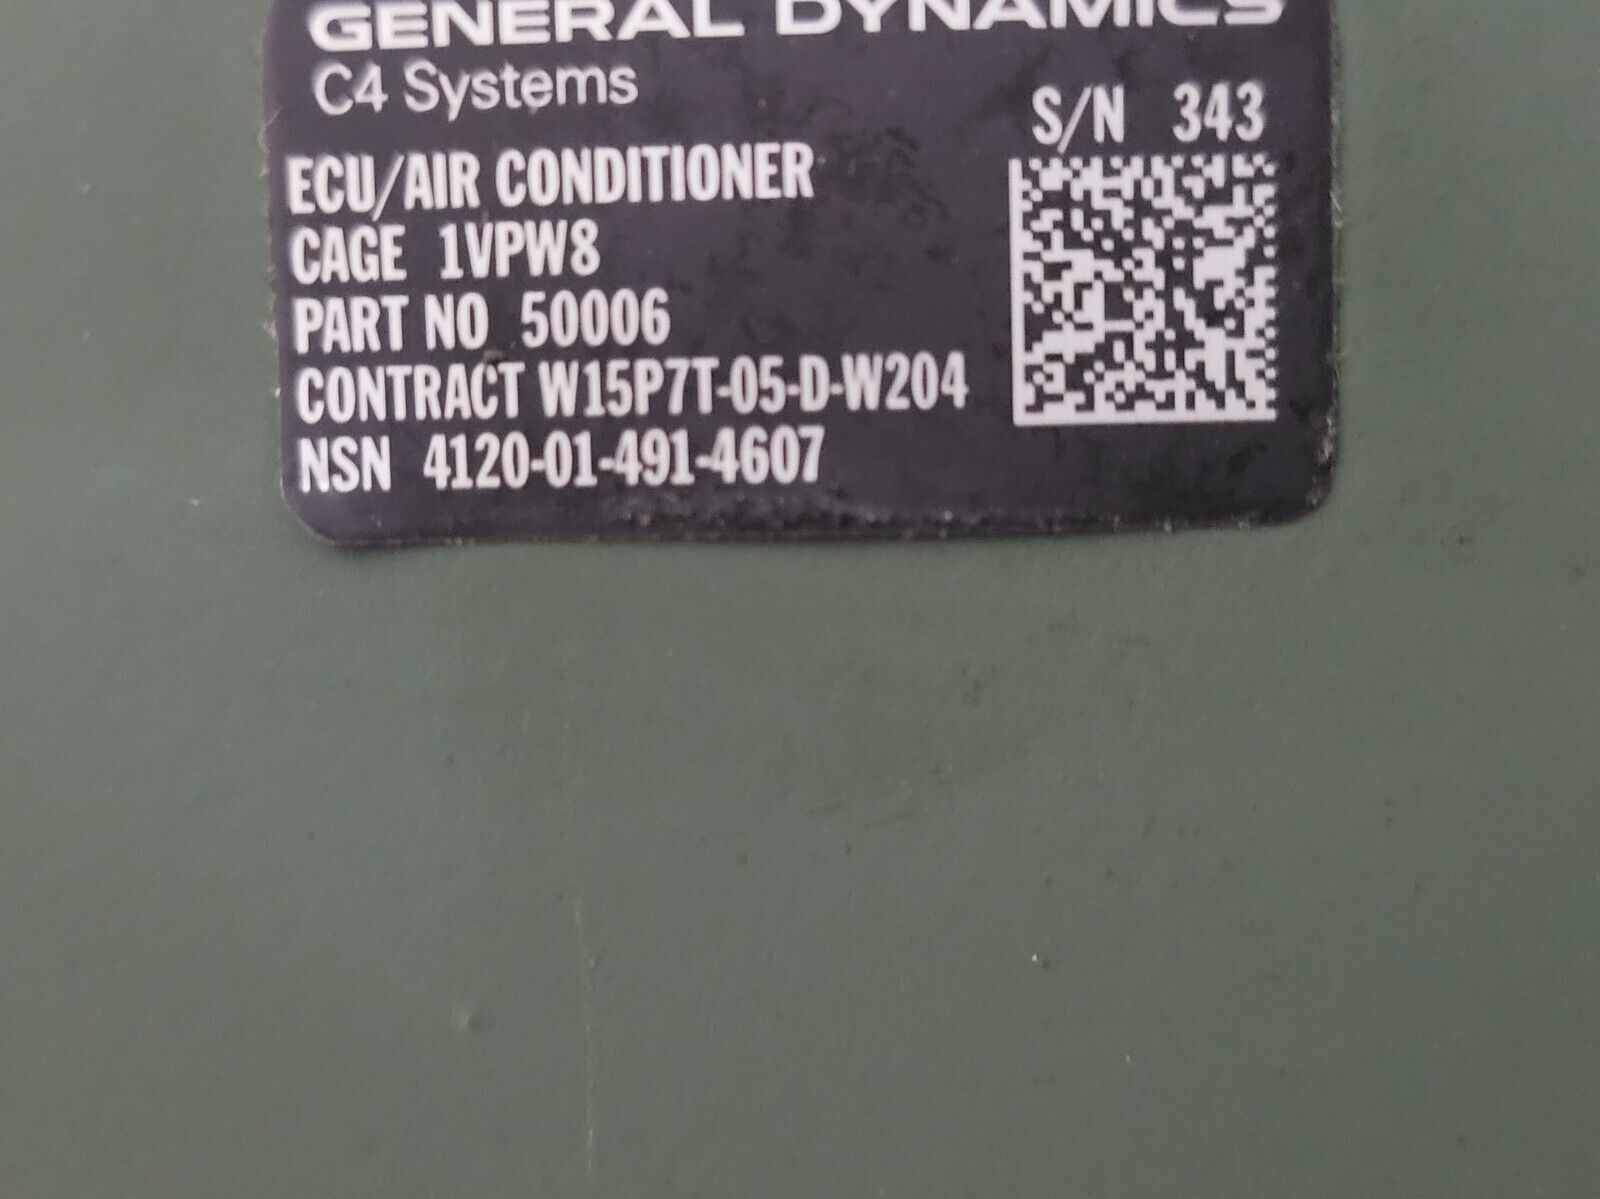 GENERAL DYNAMICS
C4 Systems
S/N 343
ECU/AIR CONDITIONER
CAGE 1VPW8
PART NO 50006
CONTRACT W15P7T-05-D-W204
NSN 4120-01-491-4607